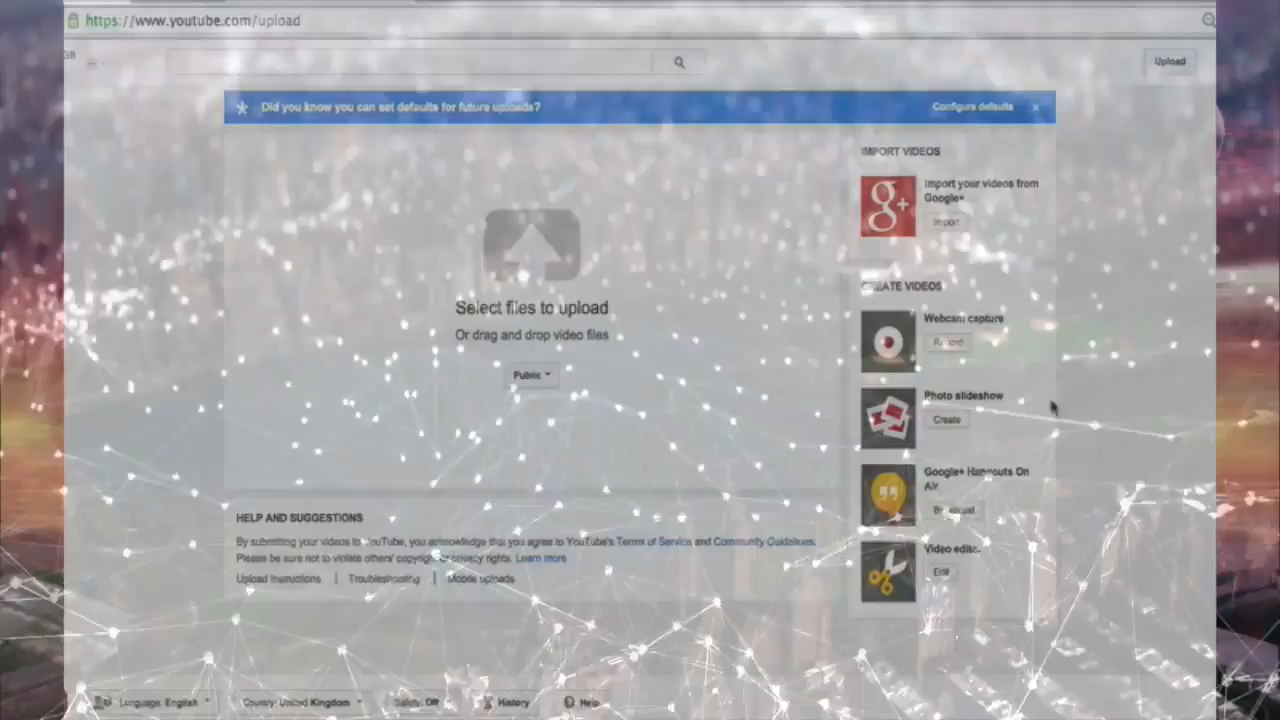 https://www.youtube.com/upload
GB
Upload
Did you know you can set defaults for future uploads?
Configure defaults
×
Select files to upload
Or drag and drop video files
Public
HELP AND SUGGESTIONS
By submitting your videos to YouTube, you acknowledge that you agree to YouTube's Terms of Service and Community Guidelines.
Please be sure not to violate others' copyright or privacy rights. Learn more
Upload instructions | Troubleshooting | Mobile uploads
IMPORT VIDEOS
g+
Import your videos from
Google+
Import
CREATE VIDEOS
Webcam capture
Record
Photo slideshow
Create
Google+ Hangouts On
Air
Video editor
Edit
Language: English
Country: United Kingdom
Safety: Off
History
Help